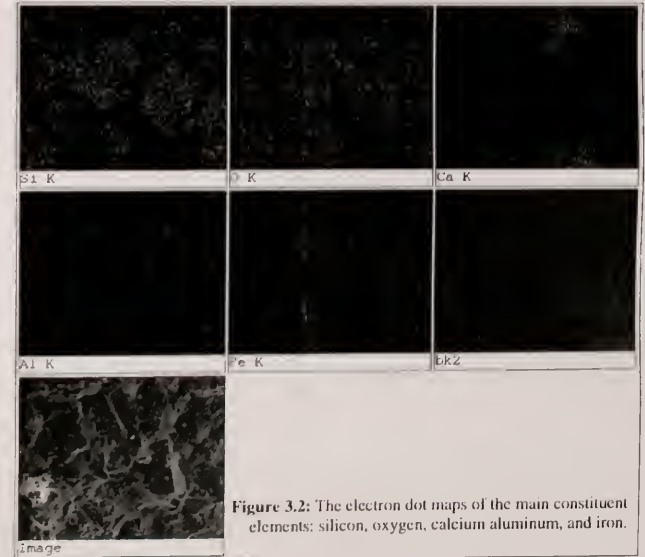 Si K
O K
Ca K
Al K
Fe K
bk2
image
Figure 3.2: The electron dot maps of the main constituent
elements: silicon, oxygen, calcium aluminum, and iron.